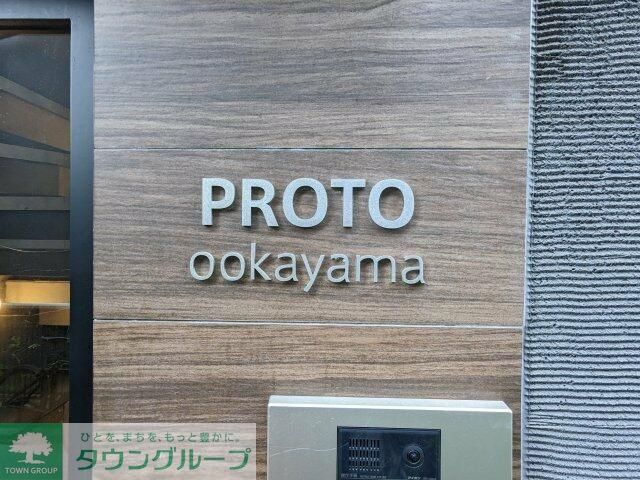 PROTO
ookayama
ひとを、まちを、もっと豊かに。
タウングループ
TOWN GROUP